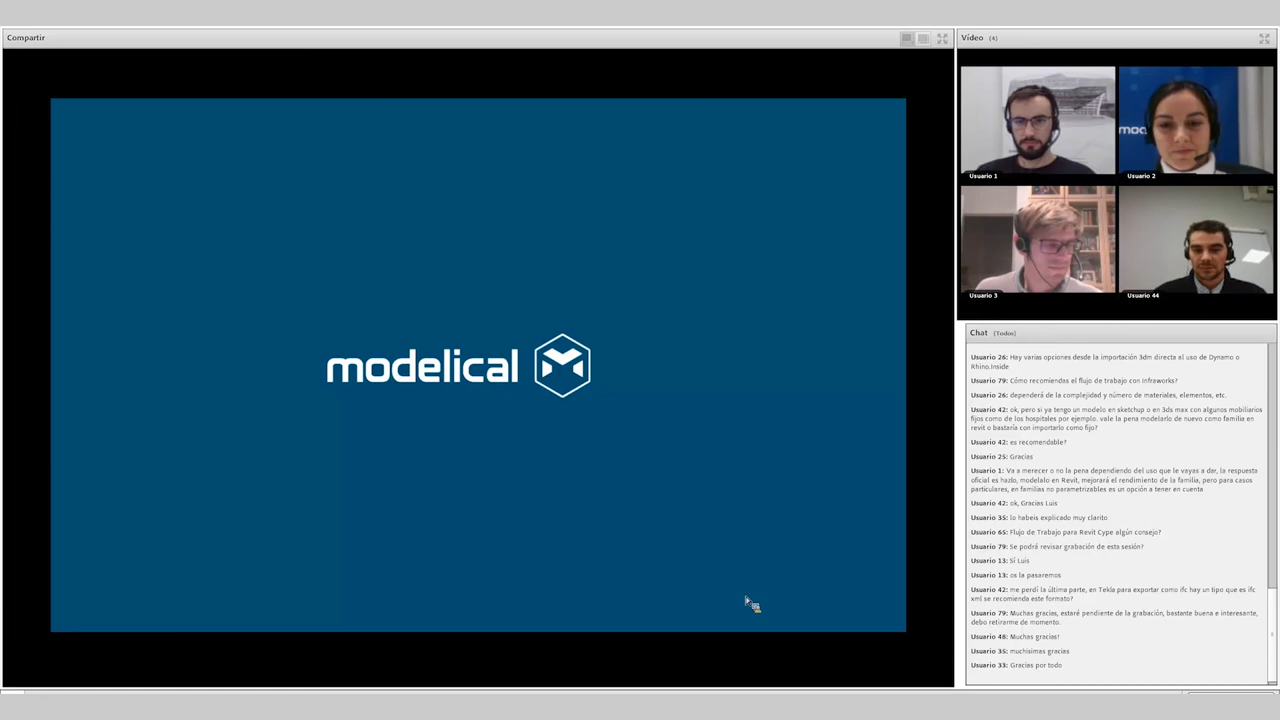 Compartir
modelical
Vídeo (4)
moc
Usuario 1
Usuario 2
Usuario 3
Usuario 44
Chat (Todos)
Usuario 26: Hay varias opciones desde la importación 3dm directa al uso de Dynamo o
Rhino.Inside
Usuario 79: Cómo recomiendas el flujo de trabajo con Infraworks?
Usuario 26: dependerá de la complejidad y número de materiales, elementos, etc.
Usuario 42: ok, pero si ya tengo un modelo en sketchup o en 3ds max con algunos mobiliarios
fijos como de los hospitales por ejemplo. vale la pena modelarlo de nuevo como familia en
revit o bastaría con importarlo como fijo?
Usuario 42: es recomendable?
Usuario 25: Gracias
Usuario 1: Va a merecer o no la pena dependiendo del uso que le vayas a dar, la respuesta
oficial es hazlo, modelalo en Revit, mejorará el rendimiento de la familia, pero para casos
particulares, en familias no parametrizables es un opción a tener en cuenta
Usuario 42: ok, Gracias Luis
Usuario 35: lo habeis explicado muy clarito
Usuario 65: Flujo de Trabajo para Revit Cype algún consejo?
Usuario 79: Se podrá revisar grabación de esta sesión?
Usuario 13: Sí Luis
Usuario 13: os la pasaremos
Usuario 42: me perdí la última parte, en Tekla para exportar como ifc hay un tipo que es ifc
xml se recomienda este formato?
Usuario 79: Muchas gracias, estaré pendiente de la grabación, bastante buena e interesante,
debo retirarme de momento.
Usuario 48: Muchas gracias!
Usuario 35: muchisimas gracias
Usuario 33: Gracias por todo